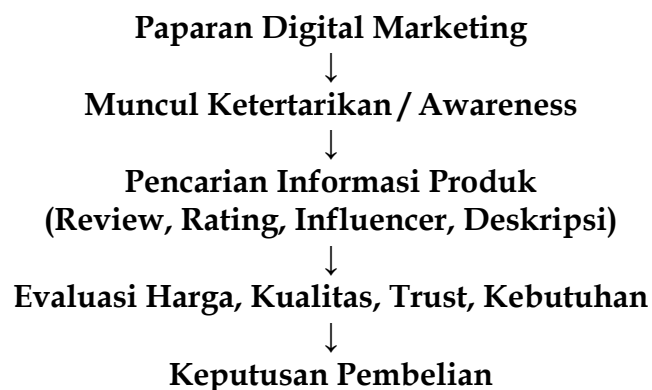 Paparan Digital Marketing
↓
Muncul Ketertarikan / Awareness
↓
Pencarian Informasi Produk
(Review, Rating, Influencer, Deskripsi)
↓
Evaluasi Harga, Kualitas, Trust, Kebutuhan
↓
Keputusan Pembelian